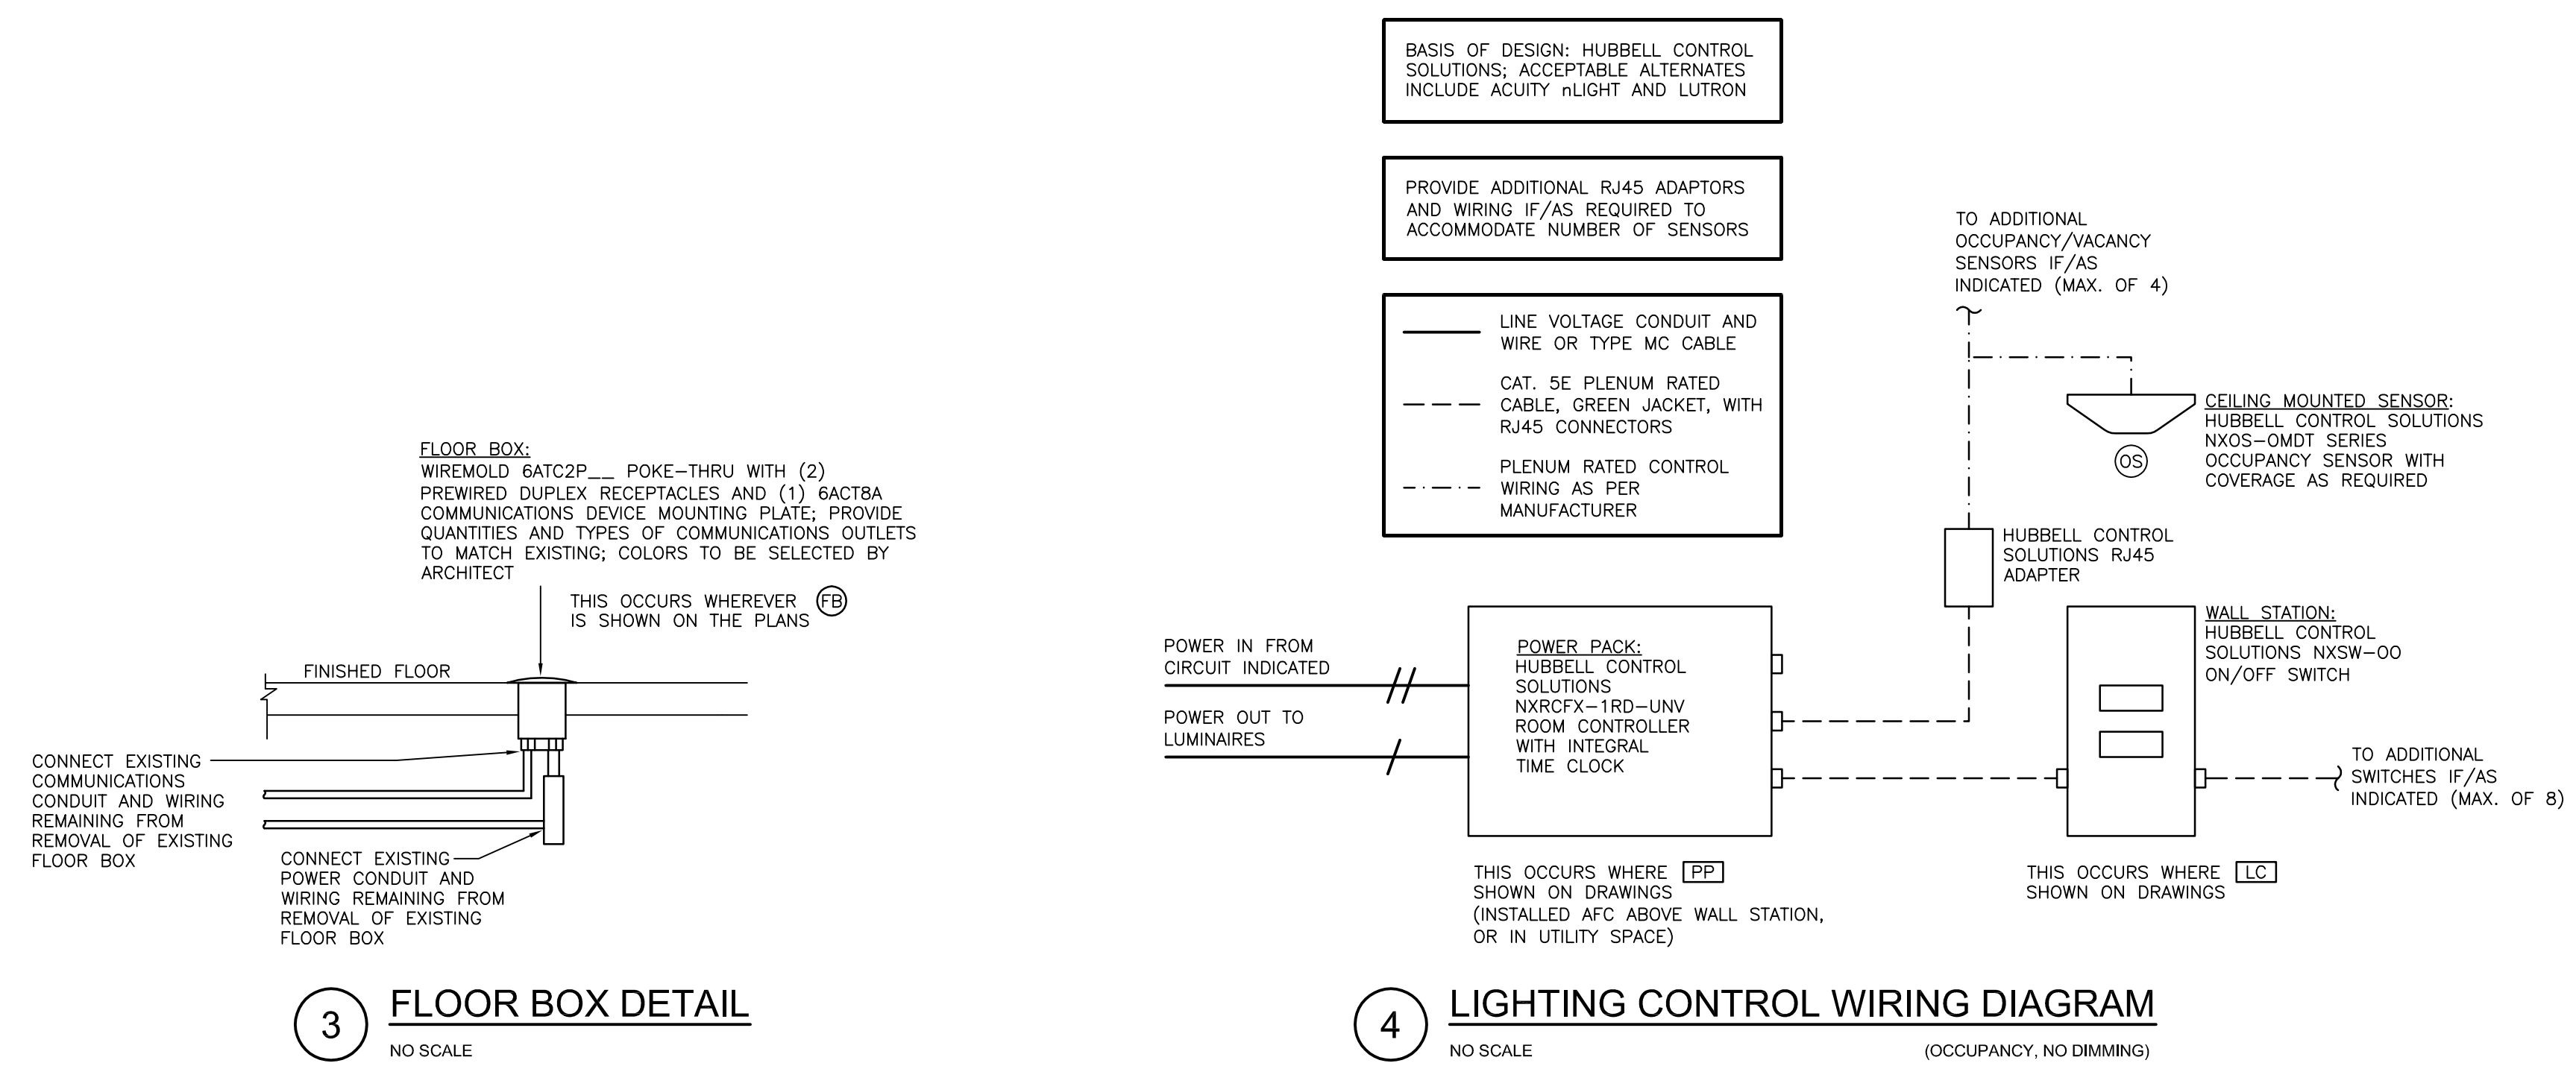 FLOOR BOX:
WIREMOLD 6ATC2P__ POKE-THRU WITH (2)
PREWIRED DUPLEX RECEPTACLES AND (1) 6ACT8A
COMMUNICATIONS DEVICE MOUNTING PLATE; PROVIDE
QUANTITIES AND TYPES OF COMMUNICATIONS OUTLETS
TO MATCH EXISTING; COLORS TO BE SELECTED BY
ARCHITECT
THIS OCCURS WHEREVER FB
IS SHOWN ON THE PLANS
FINISHED FLOOR
CONNECT EXISTING
COMMUNICATIONS
CONDUIT AND WIRING
REMAINING FROM
REMOVAL OF EXISTING
FLOOR BOX
CONNECT EXISTING
POWER CONDUIT AND
WIRING REMAINING FROM
REMOVAL OF EXISTING
FLOOR BOX
3
FLOOR BOX DETAIL
NO SCALE
BASIS OF DESIGN: HUBBELL CONTROL
SOLUTIONS; ACCEPTABLE ALTERNATES
INCLUDE ACUITY nLIGHT AND LUTRON
PROVIDE ADDITIONAL RJ45 ADAPTORS
AND WIRING IF/AS REQUIRED TO
ACCOMMODATE NUMBER OF SENSORS
LINE VOLTAGE CONDUIT AND
WIRE OR TYPE MC CABLE
CAT. 5E PLENUM RATED
CABLE, GREEN JACKET, WITH
RJ45 CONNECTORS
PLENUM RATED CONTROL
WIRING AS PER
MANUFACTURER
TO ADDITIONAL
OCCUPANCY/VACANCY
SENSORS IF/AS
INDICATED (MAX. OF 4)
CEILING MOUNTED SENSOR:
HUBBELL CONTROL SOLUTIONS
NXOS-OMDT SERIES
OCCUPANCY SENSOR WITH
COVERAGE AS REQUIRED
OS
HUBBELL CONTROL
SOLUTIONS RJ45
ADAPTER
POWER IN FROM
CIRCUIT INDICATED
POWER OUT TO
LUMINAIRES
POWER PACK:
HUBBELL CONTROL
SOLUTIONS
NXRCFX-1RD-UNV
ROOM CONTROLLER
WITH INTEGRAL
TIME CLOCK
WALL STATION:
HUBBELL CONTROL
SOLUTIONS NXSW-OO
ON/OFF SWITCH
TO ADDITIONAL
SWITCHES IF/AS
INDICATED (MAX. OF 8)
THIS OCCURS WHERE PP
SHOWN ON DRAWINGS
(INSTALLED AFC ABOVE WALL STATION,
OR IN UTILITY SPACE)
THIS OCCURS WHERE LC
SHOWN ON DRAWINGS
4
LIGHTING CONTROL WIRING DIAGRAM
NO SCALE
(OCCUPANCY, NO DIMMING)